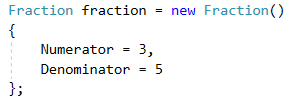 Fraction fraction = new Fraction()
{
    Numerator = 3,
    Denominator = 5
};